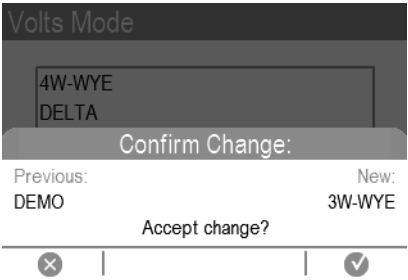 Volts Mode
4W-WYE
DELTA
Confirm Change:
Previous: New:
DEMO 3W-WYE
Accept change?